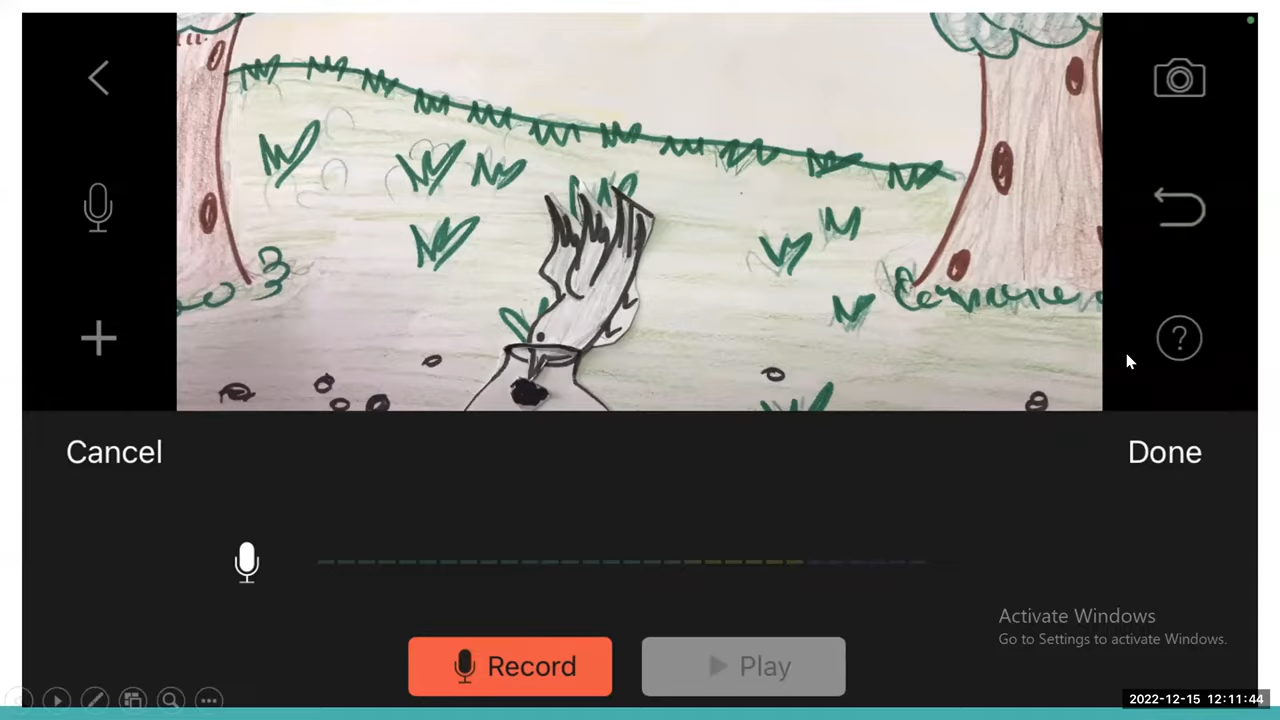 Cancel
Done
Activate Windows
Go to Settings to activate Windows.
Record
Play
2022-12-15 12:11:44